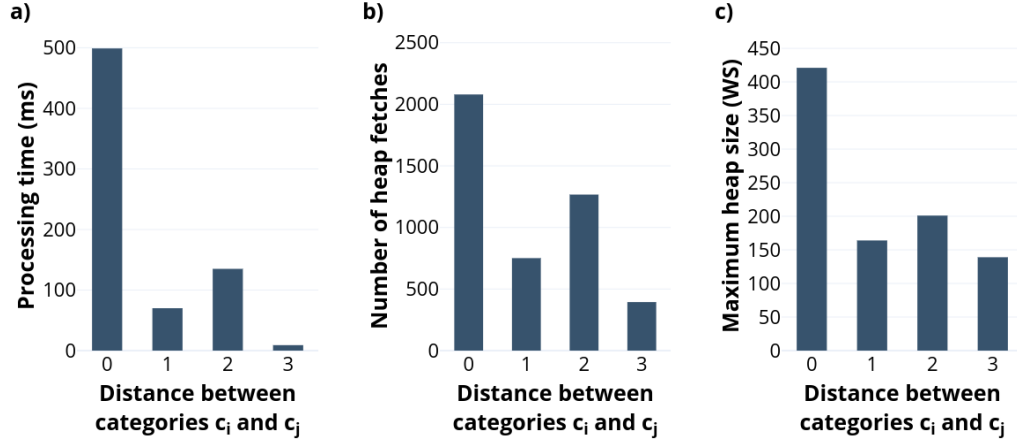 a)
Processing time (ms)
500
400
300
200
100
0
0 1 2 3
Distance between
categories cᵢ and cⱼ
b)
Number of heap fetches
2500
2000
1500
1000
500
0
0 1 2 3
Distance between
categories cᵢ and cⱼ
c)
Maximum heap size (WS)
450
400
350
300
250
200
150
100
50
0
0 1 2 3
Distance between
categories cᵢ and cⱼ